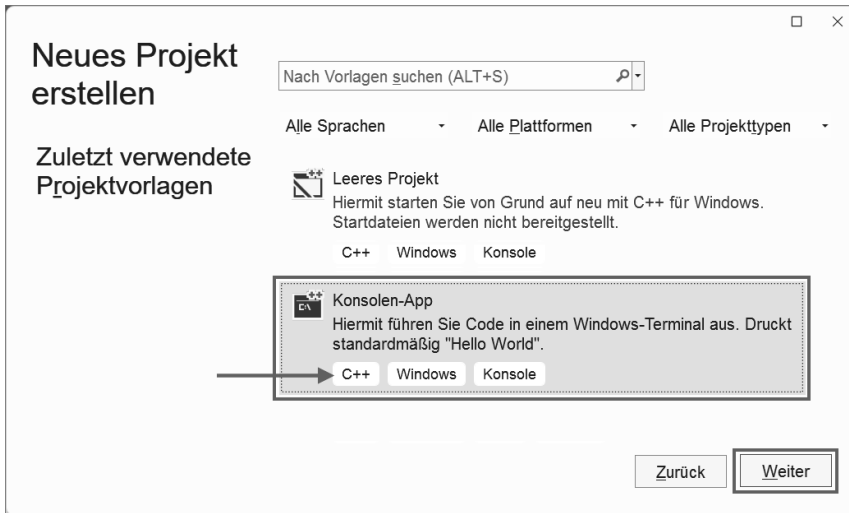 Neues Projekt
erstellen
Nach Vorlagen suchen (ALT+S)
Alle Sprachen Alle Plattformen Alle Projekttypen
Zuletzt verwendete
Projektvorlagen
Leeres Projekt
Hiermit starten Sie von Grund auf neu mit C++ für Windows.
Startdateien werden nicht bereitgestellt.
C++ Windows Konsole
Konsolen-App
Hiermit führen Sie Code in einem Windows-Terminal aus. Druckt
standardmäßig "Hello World".
C++ Windows Konsole
Zurück Weiter